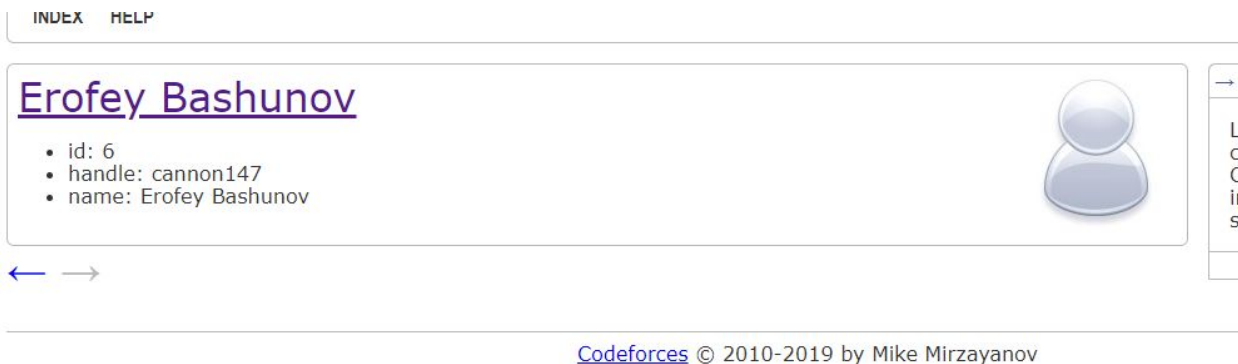 INDEX HELP
Erofey Bashunov
• id: 6
• handle: cannon147
• name: Erofey Bashunov
← →
→
Codeforces © 2010-2019 by Mike Mirzayanov